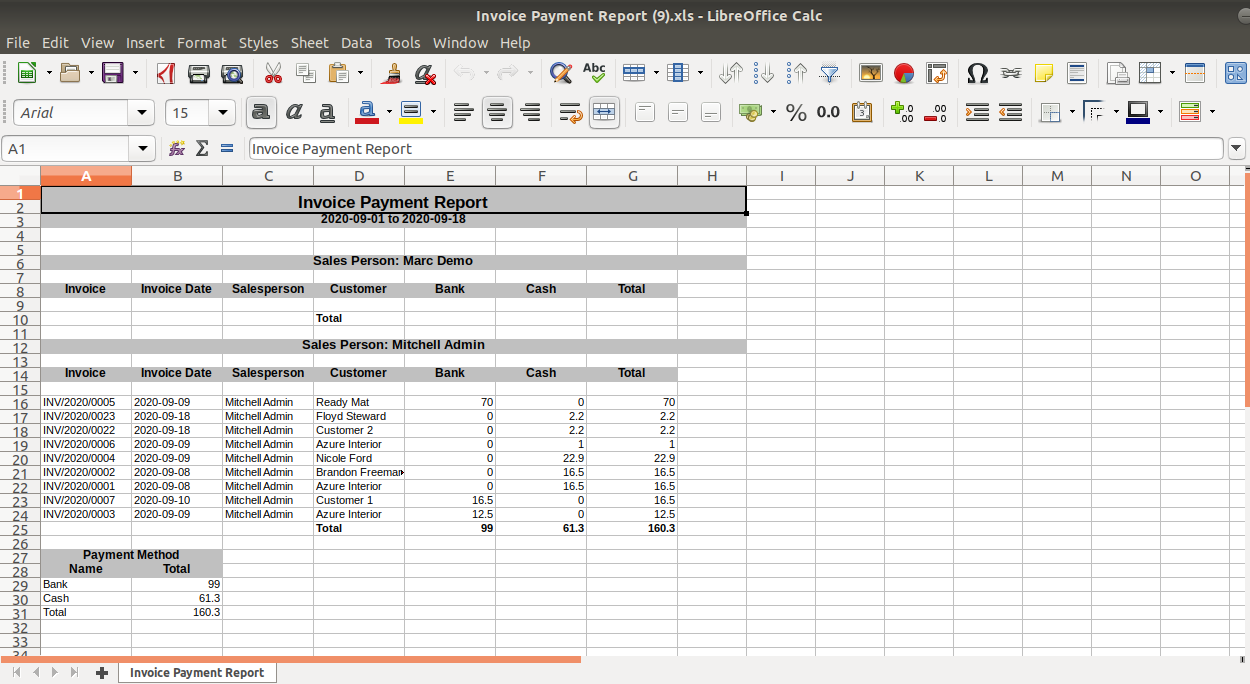 Invoice Payment Report (9).xls - LibreOffice Calc
File Edit View Insert Format Styles Sheet Data Tools Window Help
Abc
Arial 15 a a a a % 0.0 3 .00 .00
A1 fx Σ = Invoice Payment Report
A B C D E F G H I J K L M N O
1 Invoice Payment Report
2
3 2020-09-01 to 2020-09-18
4
5
6 Sales Person: Marc Demo
7
8 Invoice Invoice Date Salesperson Customer Bank Cash Total
9
10 Total
11
12 Sales Person: Mitchell Admin
13
14 Invoice Invoice Date Salesperson Customer Bank Cash Total
15
16 INV/2020/0005 2020-09-09 Mitchell Admin Ready Mat 70 0 70
17 INV/2020/0023 2020-09-18 Mitchell Admin Floyd Steward 0 2.2 2.2
18 INV/2020/0022 2020-09-18 Mitchell Admin Customer 2 0 2.2 2.2
19 INV/2020/0006 2020-09-09 Mitchell Admin Azure Interior 0 1 1
20 INV/2020/0004 2020-09-09 Mitchell Admin Nicole Ford 0 22.9 22.9
21 INV/2020/0002 2020-09-08 Mitchell Admin Brandon Freeman 0 16.5 16.5
22 INV/2020/0001 2020-09-08 Mitchell Admin Azure Interior 0 16.5 16.5
23 INV/2020/0007 2020-09-10 Mitchell Admin Customer 1 16.5 0 16.5
24 INV/2020/0003 2020-09-09 Mitchell Admin Azure Interior 12.5 0 12.5
25 Total 99 61.3 160.3
26
27 Payment Method
28 Name Total
29 Bank 99
30 Cash 61.3
31 Total 160.3
32
33
34
Invoice Payment Report